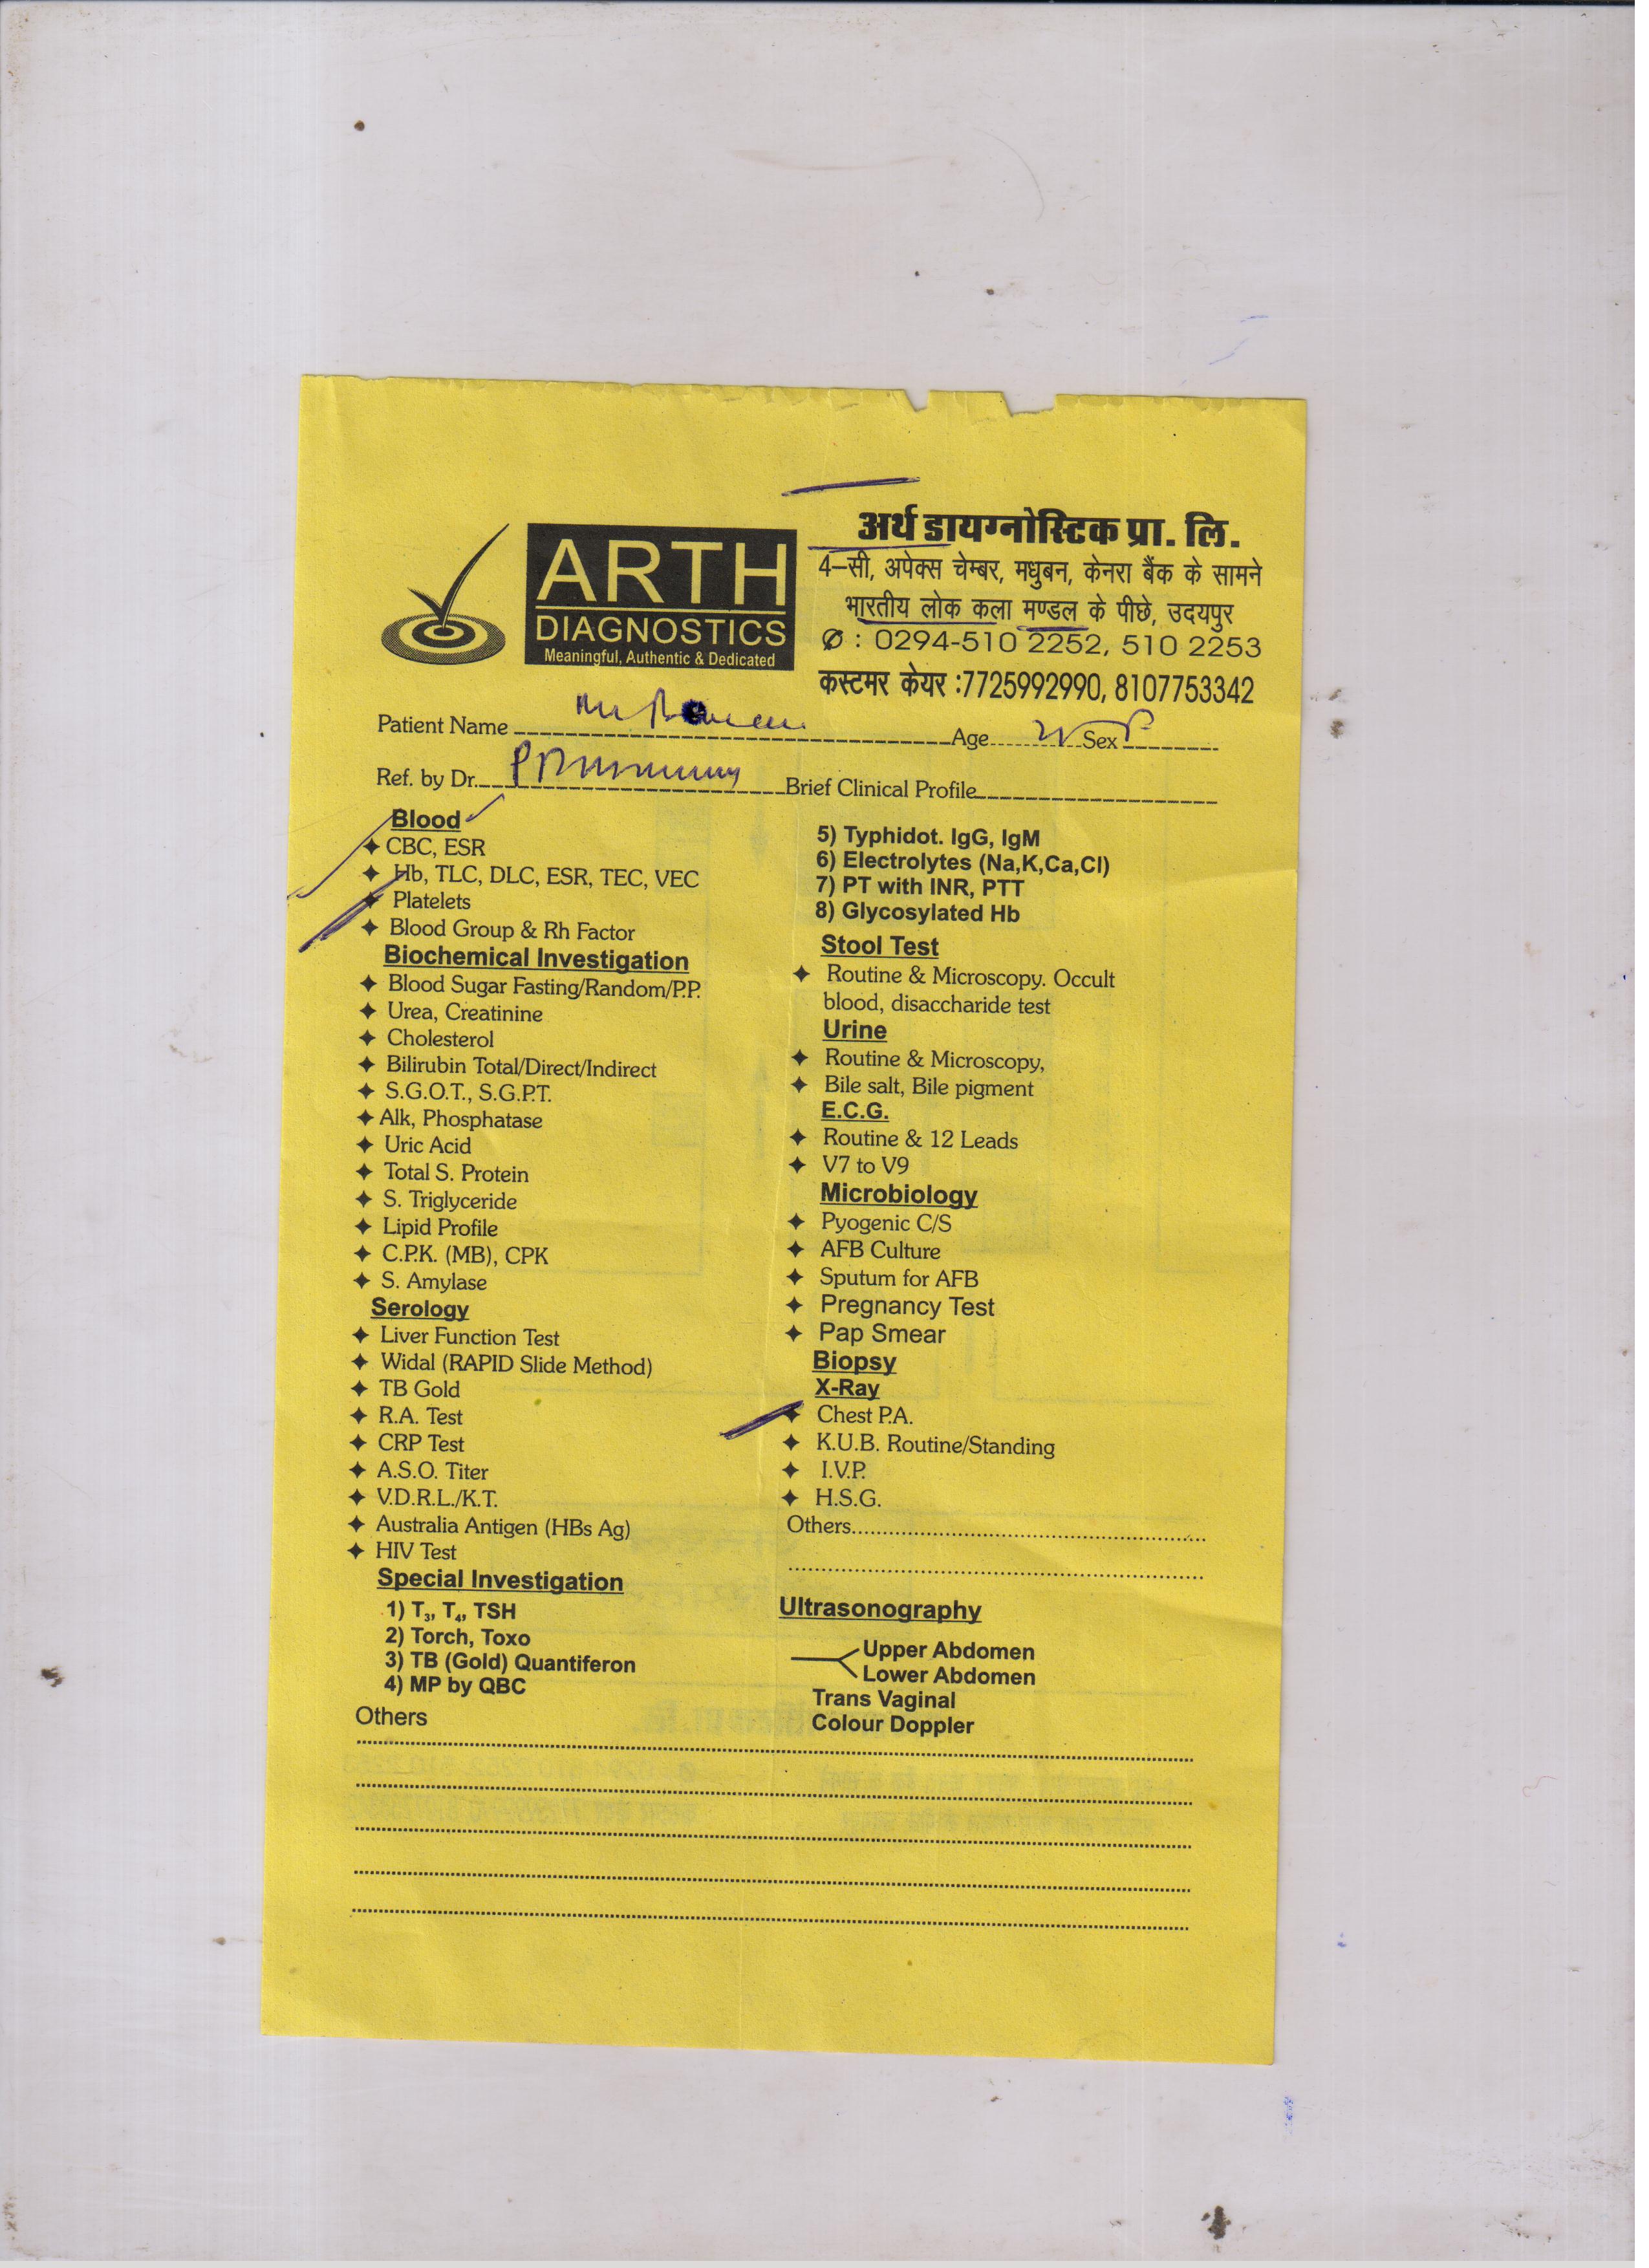 ARTH
DIAGNOSTICS
Meaningful, Authentic & Dedicated
अर्थ डायग्नोस्टिक प्रा. लि.
4–सी, अपेक्स चेम्बर, मधुबन, केनरा बैंक के सामने
भारतीय लोक कला मण्डल के पीछे, उदयपुर
✆ : 0294-510 2252, 510 2253
कस्टमर केयर :7725992990, 8107753342
Patient Name Age Sex
Ref. by Dr. Brief Clinical Profile
Blood
CBC, ESR
Hb, TLC, DLC, ESR, TEC, VEC
Platelets
Blood Group & Rh Factor
Biochemical Investigation
Blood Sugar Fasting/Random/P.P.
Urea, Creatinine
Cholesterol
Bilirubin Total/Direct/Indirect
S.G.O.T., S.G.P.T.
Alk, Phosphatase
Uric Acid
Total S. Protein
S. Triglyceride
Lipid Profile
C.P.K. (MB), CPK
S. Amylase
Serology
Liver Function Test
Widal (RAPID Slide Method)
TB Gold
R.A. Test
CRP Test
A.S.O. Titer
V.D.R.L./K.T.
Australia Antigen (HBs Ag)
HIV Test
Special Investigation
1) T3, T4, TSH
2) Torch, Toxo
3) TB (Gold) Quantiferon
4) MP by QBC
Others
5) Typhidot. IgG, IgM
6) Electrolytes (Na,K,Ca,Cl)
7) PT with INR, PTT
8) Glycosylated Hb
Stool Test
Routine & Microscopy. Occult
blood, disaccharide test
Urine
Routine & Microscopy,
Bile salt, Bile pigment
E.C.G.
Routine & 12 Leads
V7 to V9
Microbiology
Pyogenic C/S
AFB Culture
Sputum for AFB
Pregnancy Test
Pap Smear
Biopsy
X-Ray
Chest P.A.
K.U.B. Routine/Standing
I.V.P.
H.S.G.
Others
Ultrasonography
Upper Abdomen
Lower Abdomen
Trans Vaginal
Colour Doppler